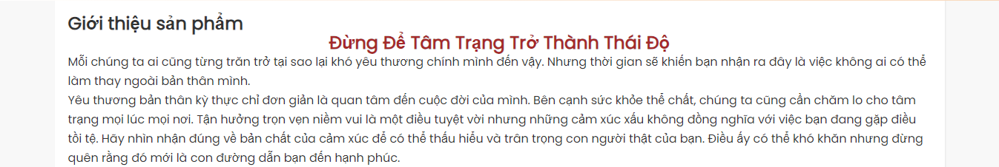 Giới thiệu sản phẩm
Đừng Để Tâm Trạng Trở Thành Thái Độ
Mỗi chúng ta ai cũng từng trăn trở tại sao lại khó yêu thương chính mình đến vậy. Nhưng thời gian sẽ khiến bạn nhận ra đây là việc không ai có thể
làm thay ngoài bản thân mình.
Yêu thương bản thân kỳ thực chỉ đơn giản là quan tâm đến cuộc đời của mình. Bên cạnh sức khỏe thể chất, chúng ta cũng cần chăm lo cho tâm
trạng mọi lúc mọi nơi. Tận hưởng trọn vẹn niềm vui là một điều tuyệt vời nhưng những cảm xúc xấu không đồng nghĩa với việc bạn đang gặp điều
tồi tệ. Hãy nhìn nhận đúng về bản chất của cảm xúc để có thể thấu hiểu và trân trọng con người thật của bạn. Điều ấy có thể khó khăn nhưng đừng
quên rằng đó mới là con đường dẫn bạn đến hạnh phúc.